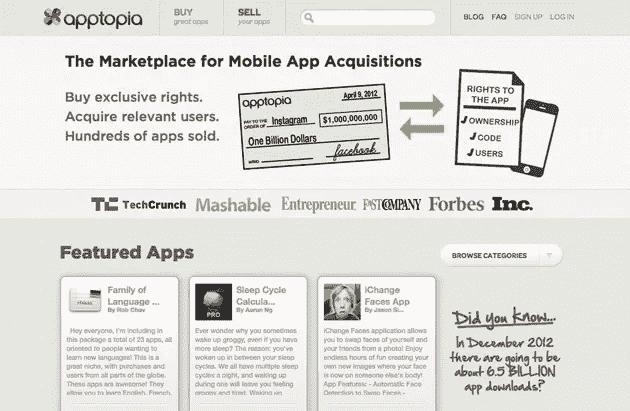 apptopia
BUY
great apps
SELL
your apps
BLOG FAQ SIGN UP LOG IN
The Marketplace for Mobile App Acquisitions
Buy exclusive rights.
Acquire relevant users.
Hundreds of apps sold.
apptopia
April 9, 2012
PAY TO THE
ORDER OF
Instagram
$1,000,000,000
One Billion Dollars
MEMO
facebook
RIGHTS TO
THE APP
OWNERSHIP
CODE
USERS
TC TechCrunch Mashable Entrepreneur FAST COMPANY Forbes Inc.
Featured Apps
BROWSE CATEGORIES
Family of
Language ...
By Rob Chav
Hey everyone, I'm including in
this package a total of 23 apps, all
oriented to people wanting to
learn new languages! This is a
great niche, with purchases and
users from all parts of the globe.
These apps are awesome! They
allow you to learn English, French,
PRO
Sleep Cycle
Calcula...
By Aarun Ng
Ever wonder why you sometimes
wake up groggy, even if you
have more sleep? The reason: you've
woken up in between your sleep
cycles. We all have multiple sleep
cycles a night, and waking up
during one will leave you feeling
groggy and tired. Waking up
iChange
Faces App
By Jason Si...
iChange Faces application allows
you to swap faces of yourself and
your friends from a photo! Enjoy
endless hours of fun creating your
own new images where your face
is now on someone else's body!
App Features: - Automatic Face
Detection to Swap Faces -
Did you know...
In December 2012
there are going to be
about 6.5 BILLION
app downloads?